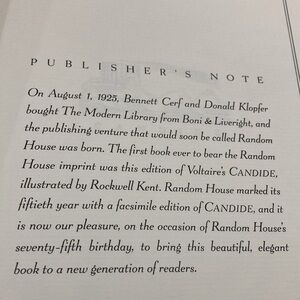 PUBLISHER'S NOTE
On August 1, 1925, Bennett Cerf and Donald Klopfer
bought The Modern Library from Boni & Liveright, and
the publishing venture that would soon be called Random
House was born. The first book ever to bear the Random
House imprint was this edition of Voltaire's CANDIDE,
illustrated by Rockwell Kent. Random House marked its
fiftieth year with a facsimile edition of CANDIDE, and it
is now our pleasure, on the occasion of Random House's
seventy-fifth birthday, to bring this beautiful, elegant
book to a new generation of readers.